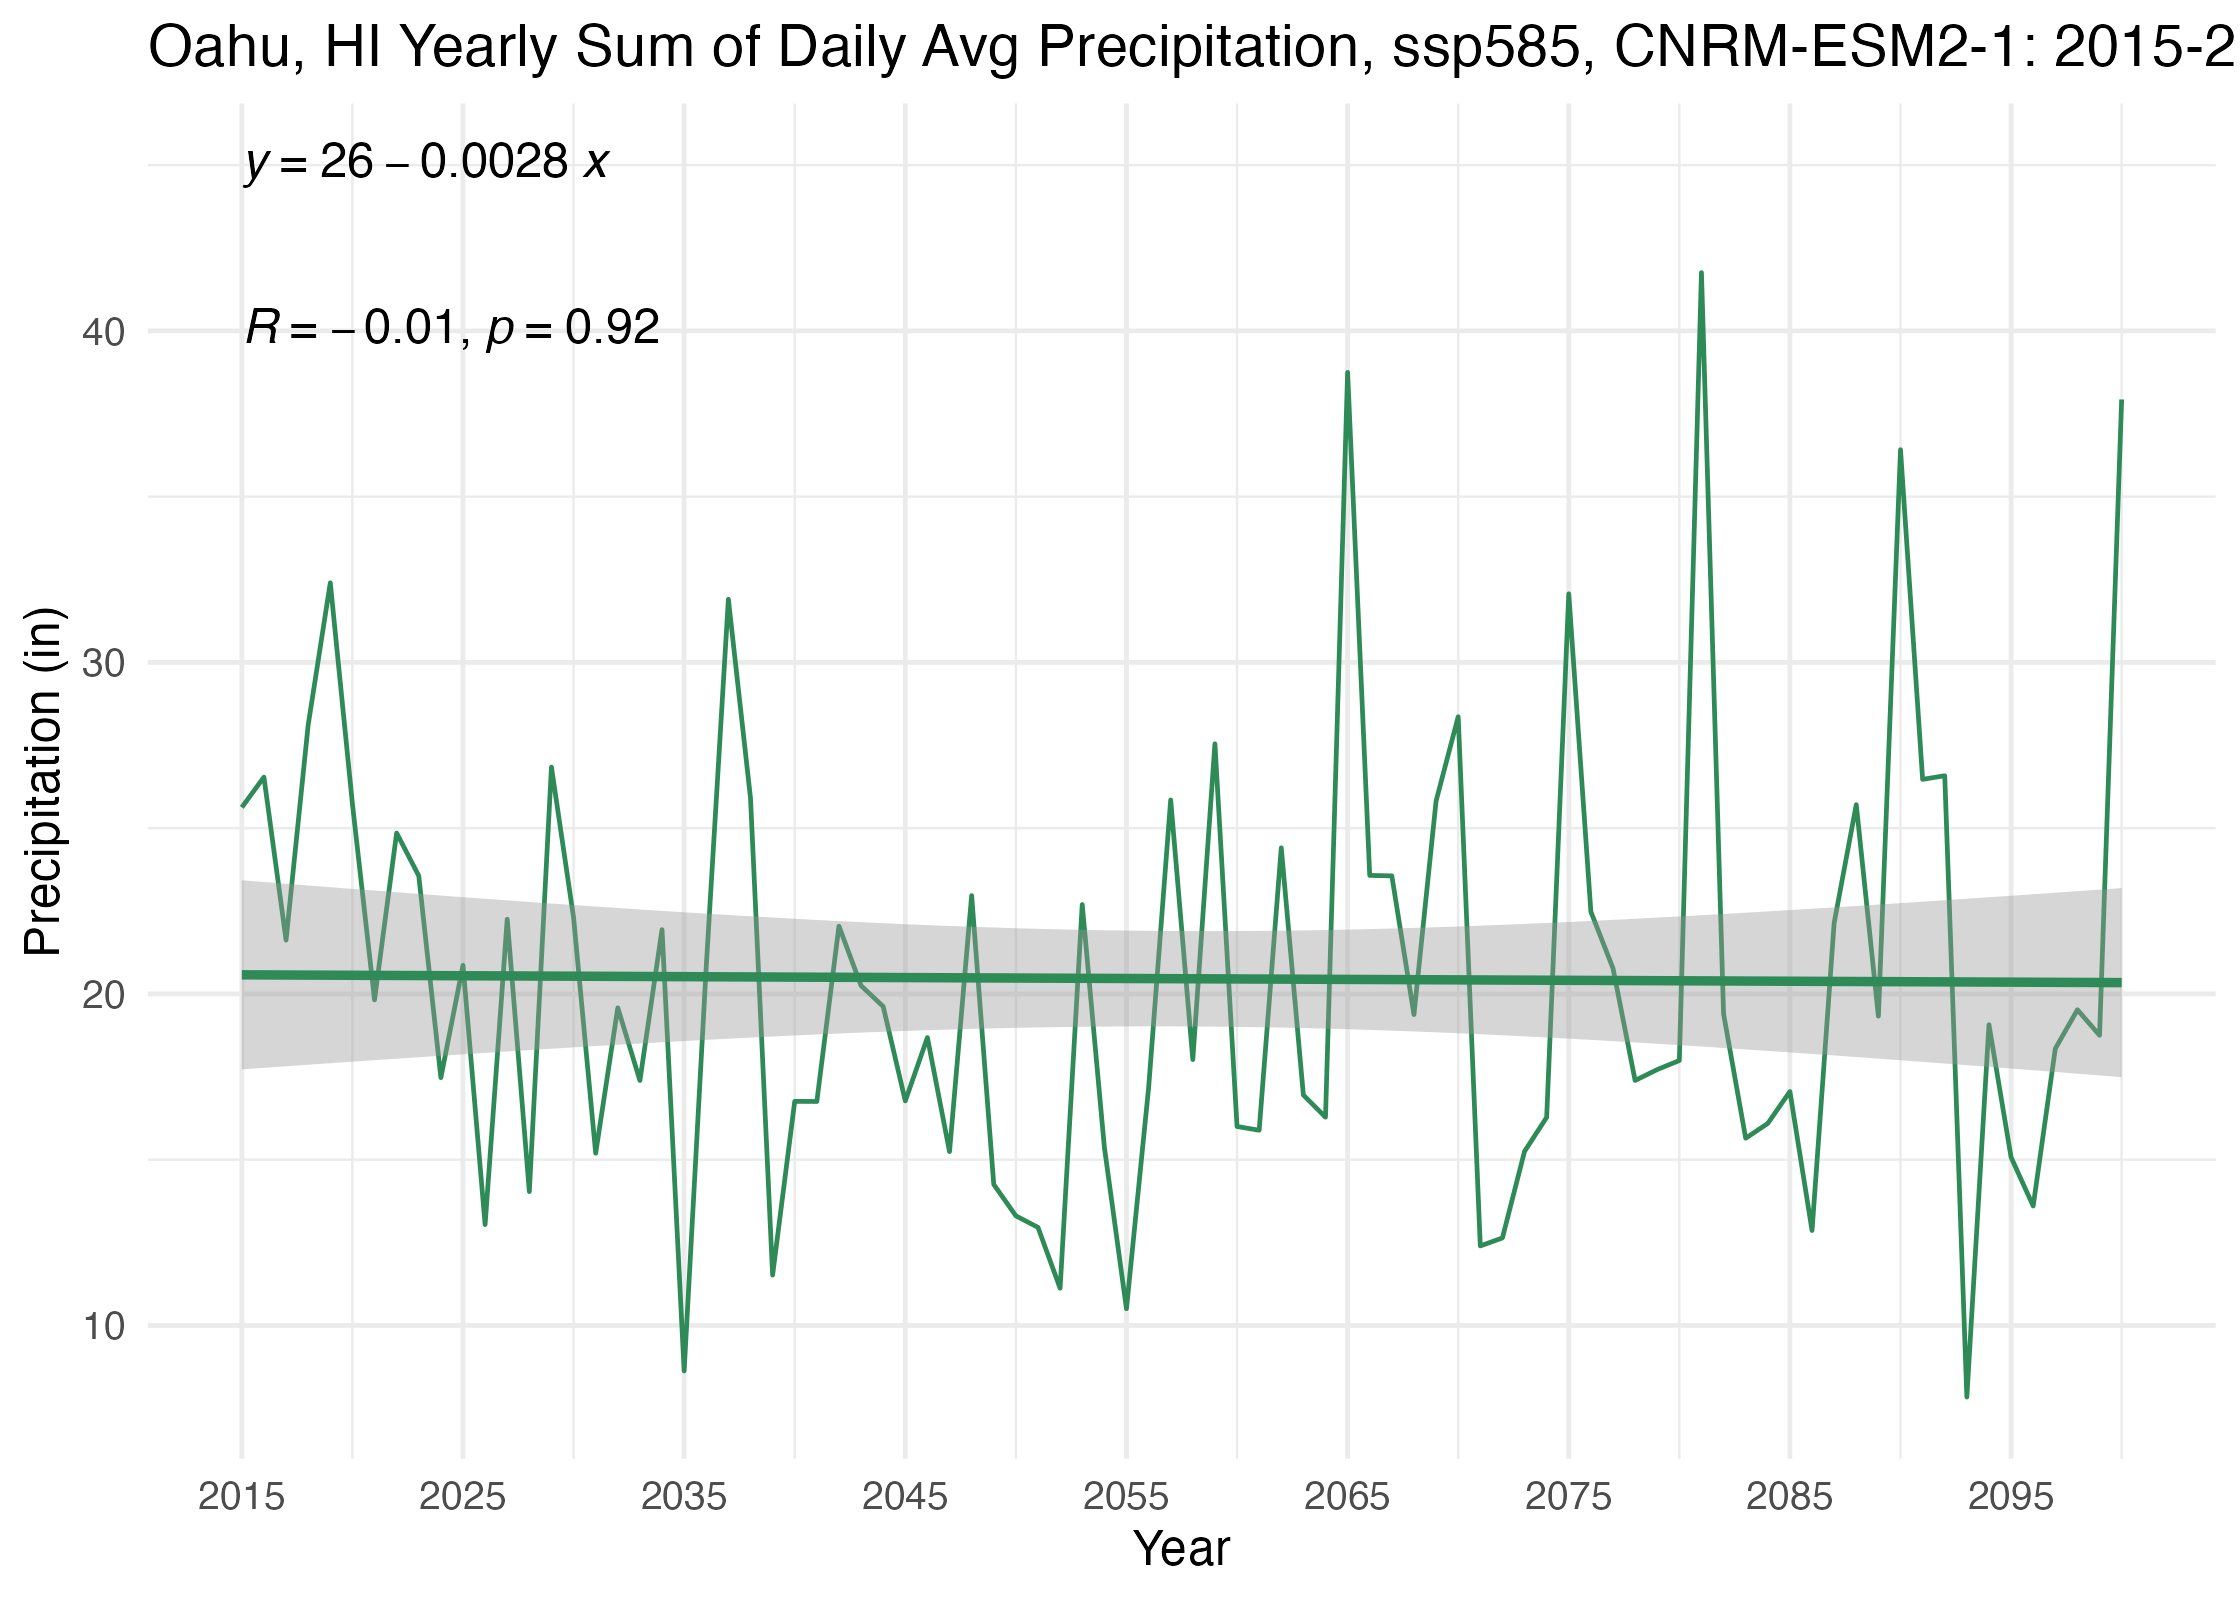 Oahu, HI Yearly Sum of Daily Avg Precipitation, ssp585, CNRM-ESM2-1: 2015-2
y = 26 − 0.0028 x
R = −0.01, p = 0.92
40
30
20
10
Precipitation (in)
2015 2025 2035 2045 2055 2065 2075 2085 2095
Year